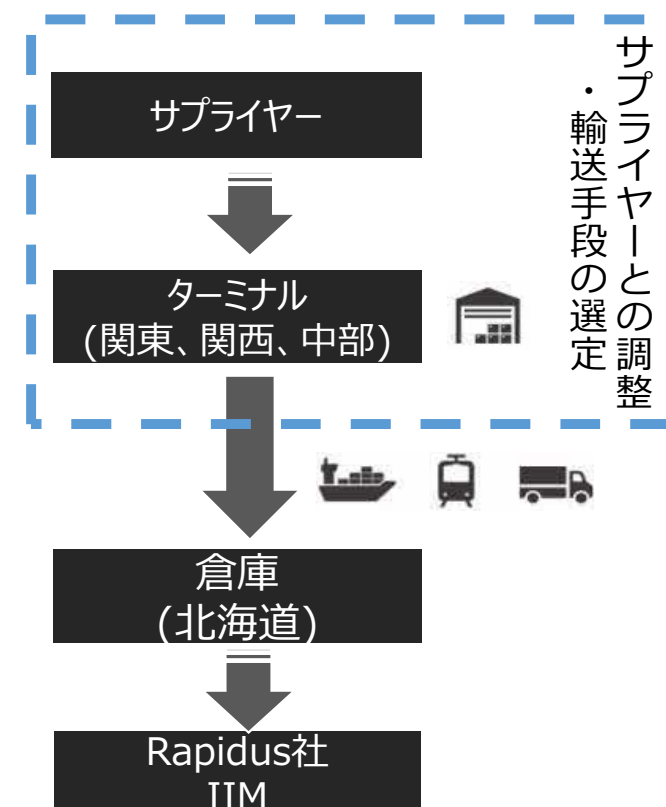 サプライヤーとの調整
・輸送手段の選定
サプライヤー
ターミナル
(関東、関西、中部)
倉庫
(北海道)
Rapidus社
IIM